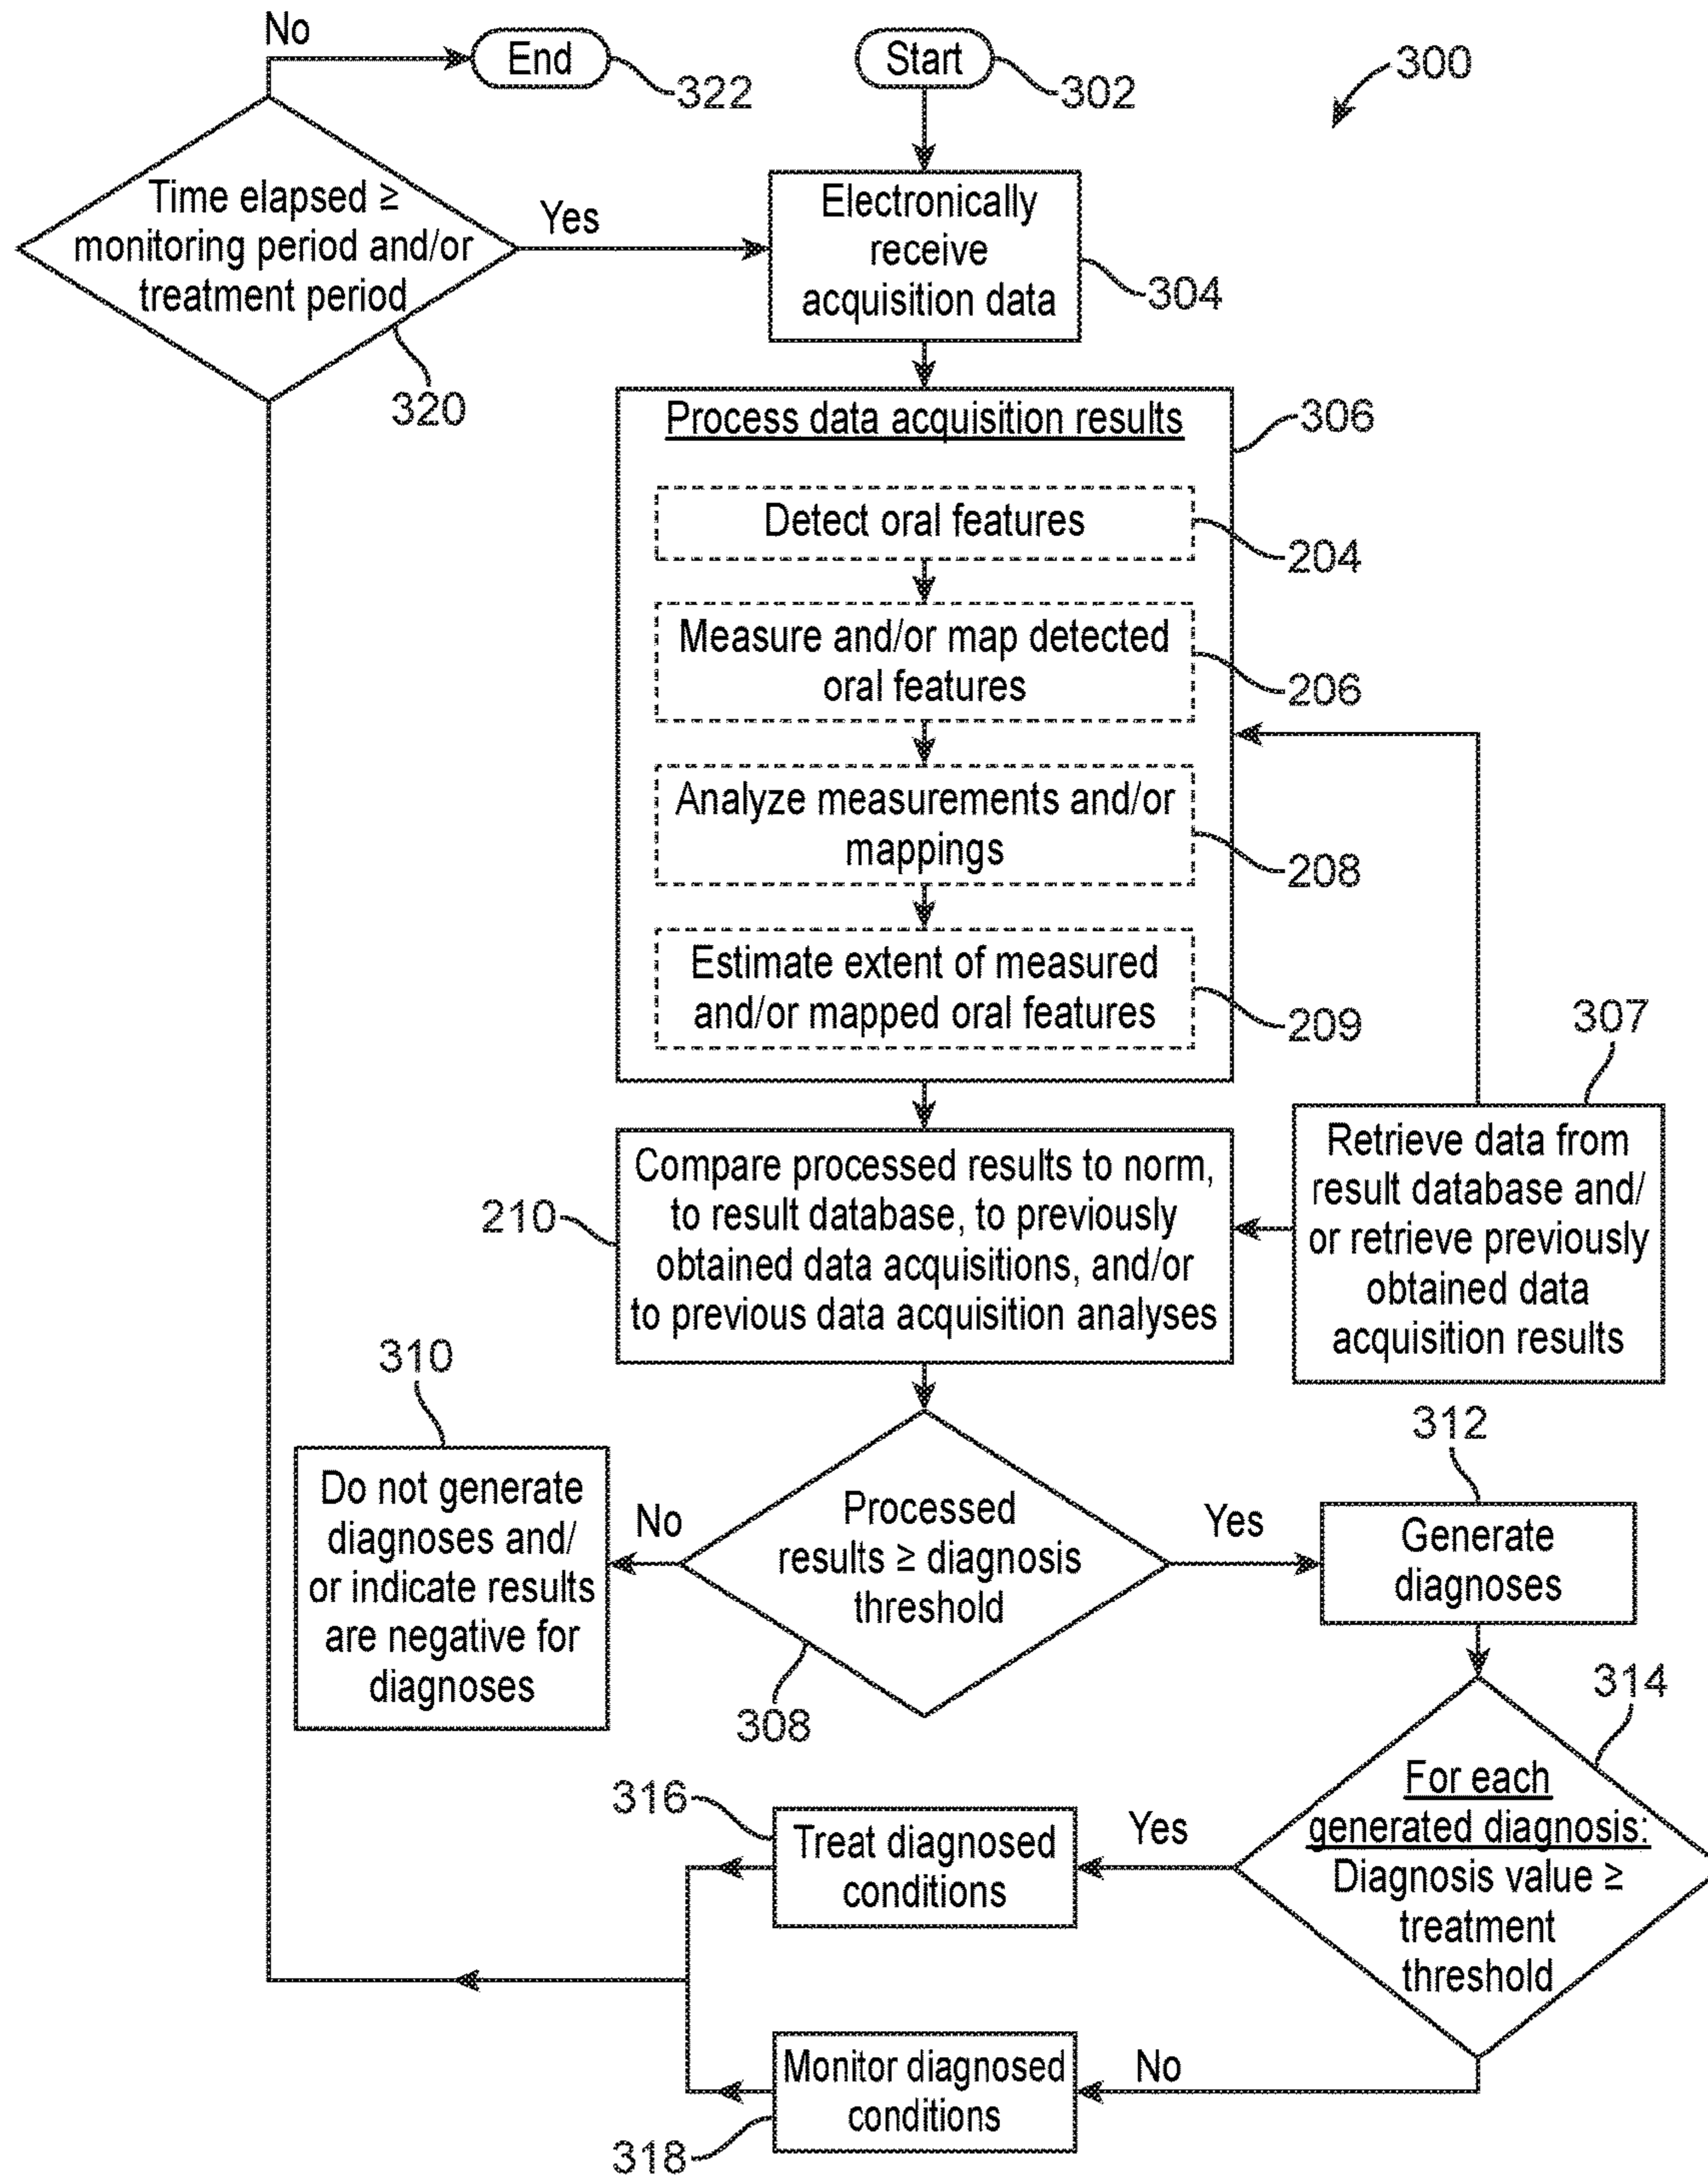 No
End
322
Start
302
300
Time elapsed ≥
monitoring period and/or
treatment period
320
Yes
Electronically
receive
acquisition data
304
Process data acquisition results
306
Detect oral features
204
Measure and/or map detected
oral features
206
Analyze measurements and/or
mappings
208
Estimate extent of measured
and/or mapped oral features
209
307
Retrieve data from
result database and/
or retrieve previously
obtained data
acquisition results
210
Compare processed results to norm,
to result database, to previously
obtained data acquisitions, and/or
to previous data acquisition analyses
310
Do not generate
diagnoses and/
or indicate results
are negative for
diagnoses
No
Processed
results ≥ diagnosis
threshold
308
Yes
312
Generate
diagnoses
314
For each
generated diagnosis:
Diagnosis value ≥
treatment
threshold
Yes
316
Treat diagnosed
conditions
No
Monitor diagnosed
conditions
318